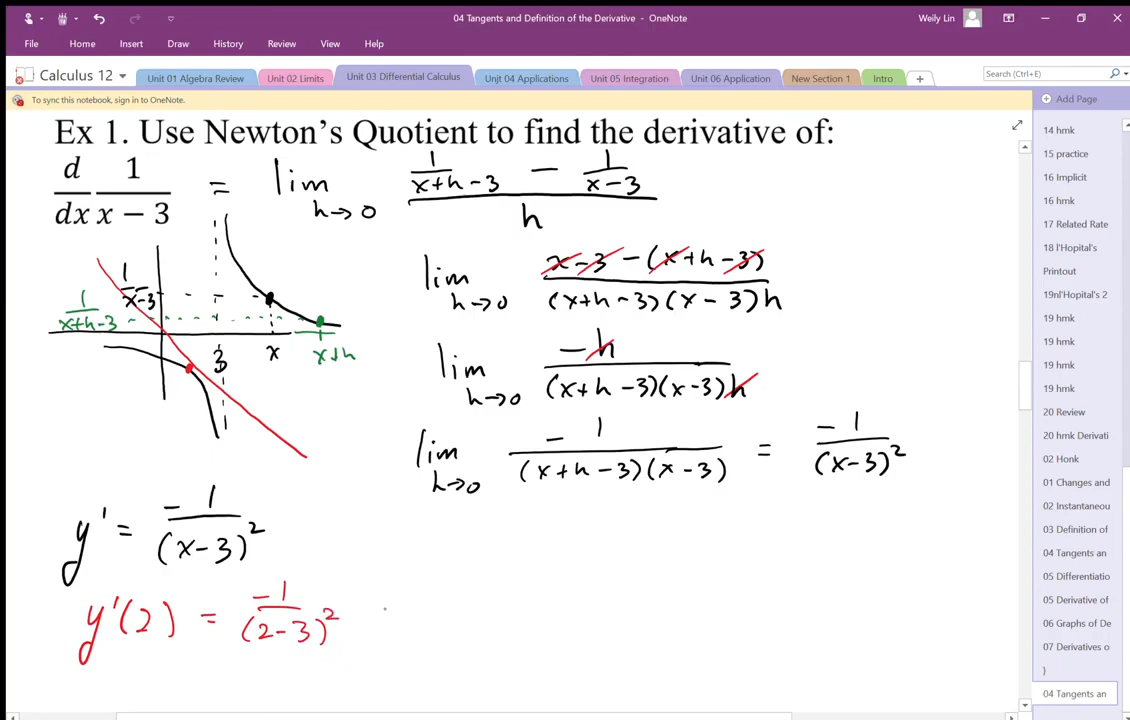 04 Tangents and Definition of the Derivative - OneNote
Weily Lin
File Home Insert Draw History Review View Help
Calculus 12
Unit 01 Algebra Review
Unit 02 Limits
Unit 03 Differential Calculus
Unit 04 Applications
Unit 05 Integration
Unit 06 Application
New Section 1
Intro
+
Search (Ctrl+E)
To sync this notebook, sign in to OneNote.
Ex 1. Use Newton's Quotient to find the derivative of:
d/dx 1/(x − 3) = lim h→0 (1/(x+h-3) − 1/(x-3))/h
lim h→0 (x-3-(x+h-3))/((x+h-3)(x-3)h)
lim h→0 -h/((x+h-3)(x-3)h)
lim h→0 -1/((x+h-3)(x-3)) = -1/(x-3)²
1/(x-3)
1/(x+h-3)
3
x
x+h
y' = -1/(x-3)²
y'(2) = -1/(2-3)²
Add Page
14 hmk
15 practice
16 Implicit
16 hmk
17 Related Rate
18 l'Hopital's
Printout
19nl'Hopital's 2
19 hmk
19 hmk
19 hmk
19 hmk
20 Review
20 hmk Derivati
02 Honk
01 Changes and
02 Instantaneou
03 Definition of
04 Tangents an
05 Differentiatio
05 Derivative of
06 Graphs of De
07 Derivatives o
}
04 Tangents an